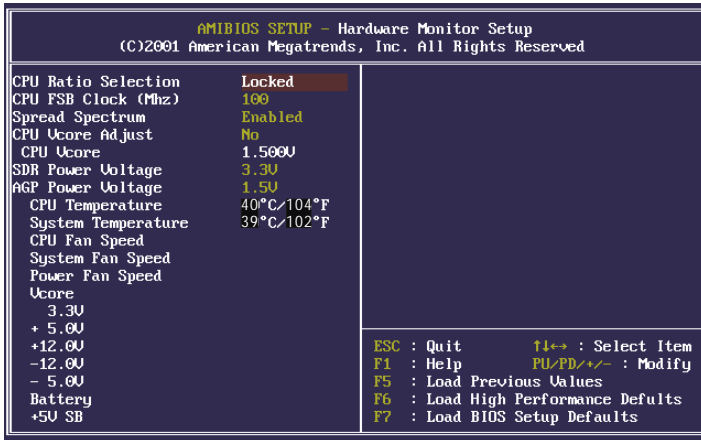 AMIBIOS SETUP – Hardware Monitor Setup
(C)2001 American Megatrends, Inc. All Rights Reserved
CPU Ratio Selection Locked
CPU FSB Clock (Mhz) 100
Spread Spectrum Enabled
CPU Vcore Adjust No
CPU Vcore 1.500V
SDR Power Voltage 3.3V
AGP Power Voltage 1.5V
CPU Temperature 40°C/104°F
System Temperature 39°C/102°F
CPU Fan Speed
System Fan Speed
Power Fan Speed
Vcore
3.3V
+ 5.0V
+12.0V
-12.0V
- 5.0V
Battery
+5V SB
ESC : Quit ↑↓↔ : Select Item
F1 : Help PU/PD/+/- : Modify
F5 : Load Previous Values
F6 : Load High Performance Defults
F7 : Load BIOS Setup Defaults